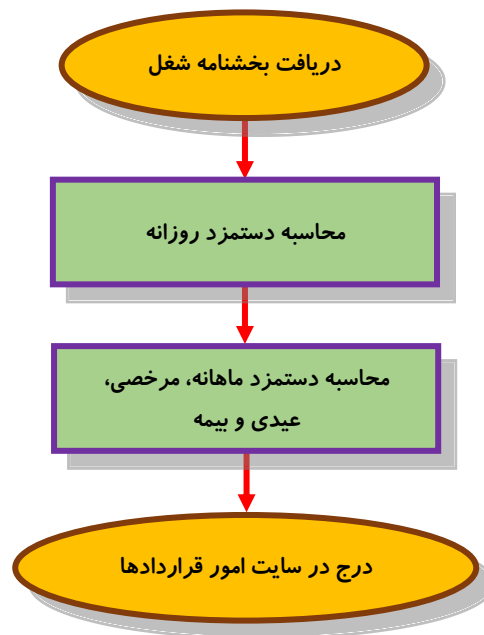 دریافت بخشنامه شغل
محاسبه دستمزد روزانه
محاسبه دستمزد ماهانه، مرخصی،
عیدی و بیمه
درج در سایت امور قراردادها